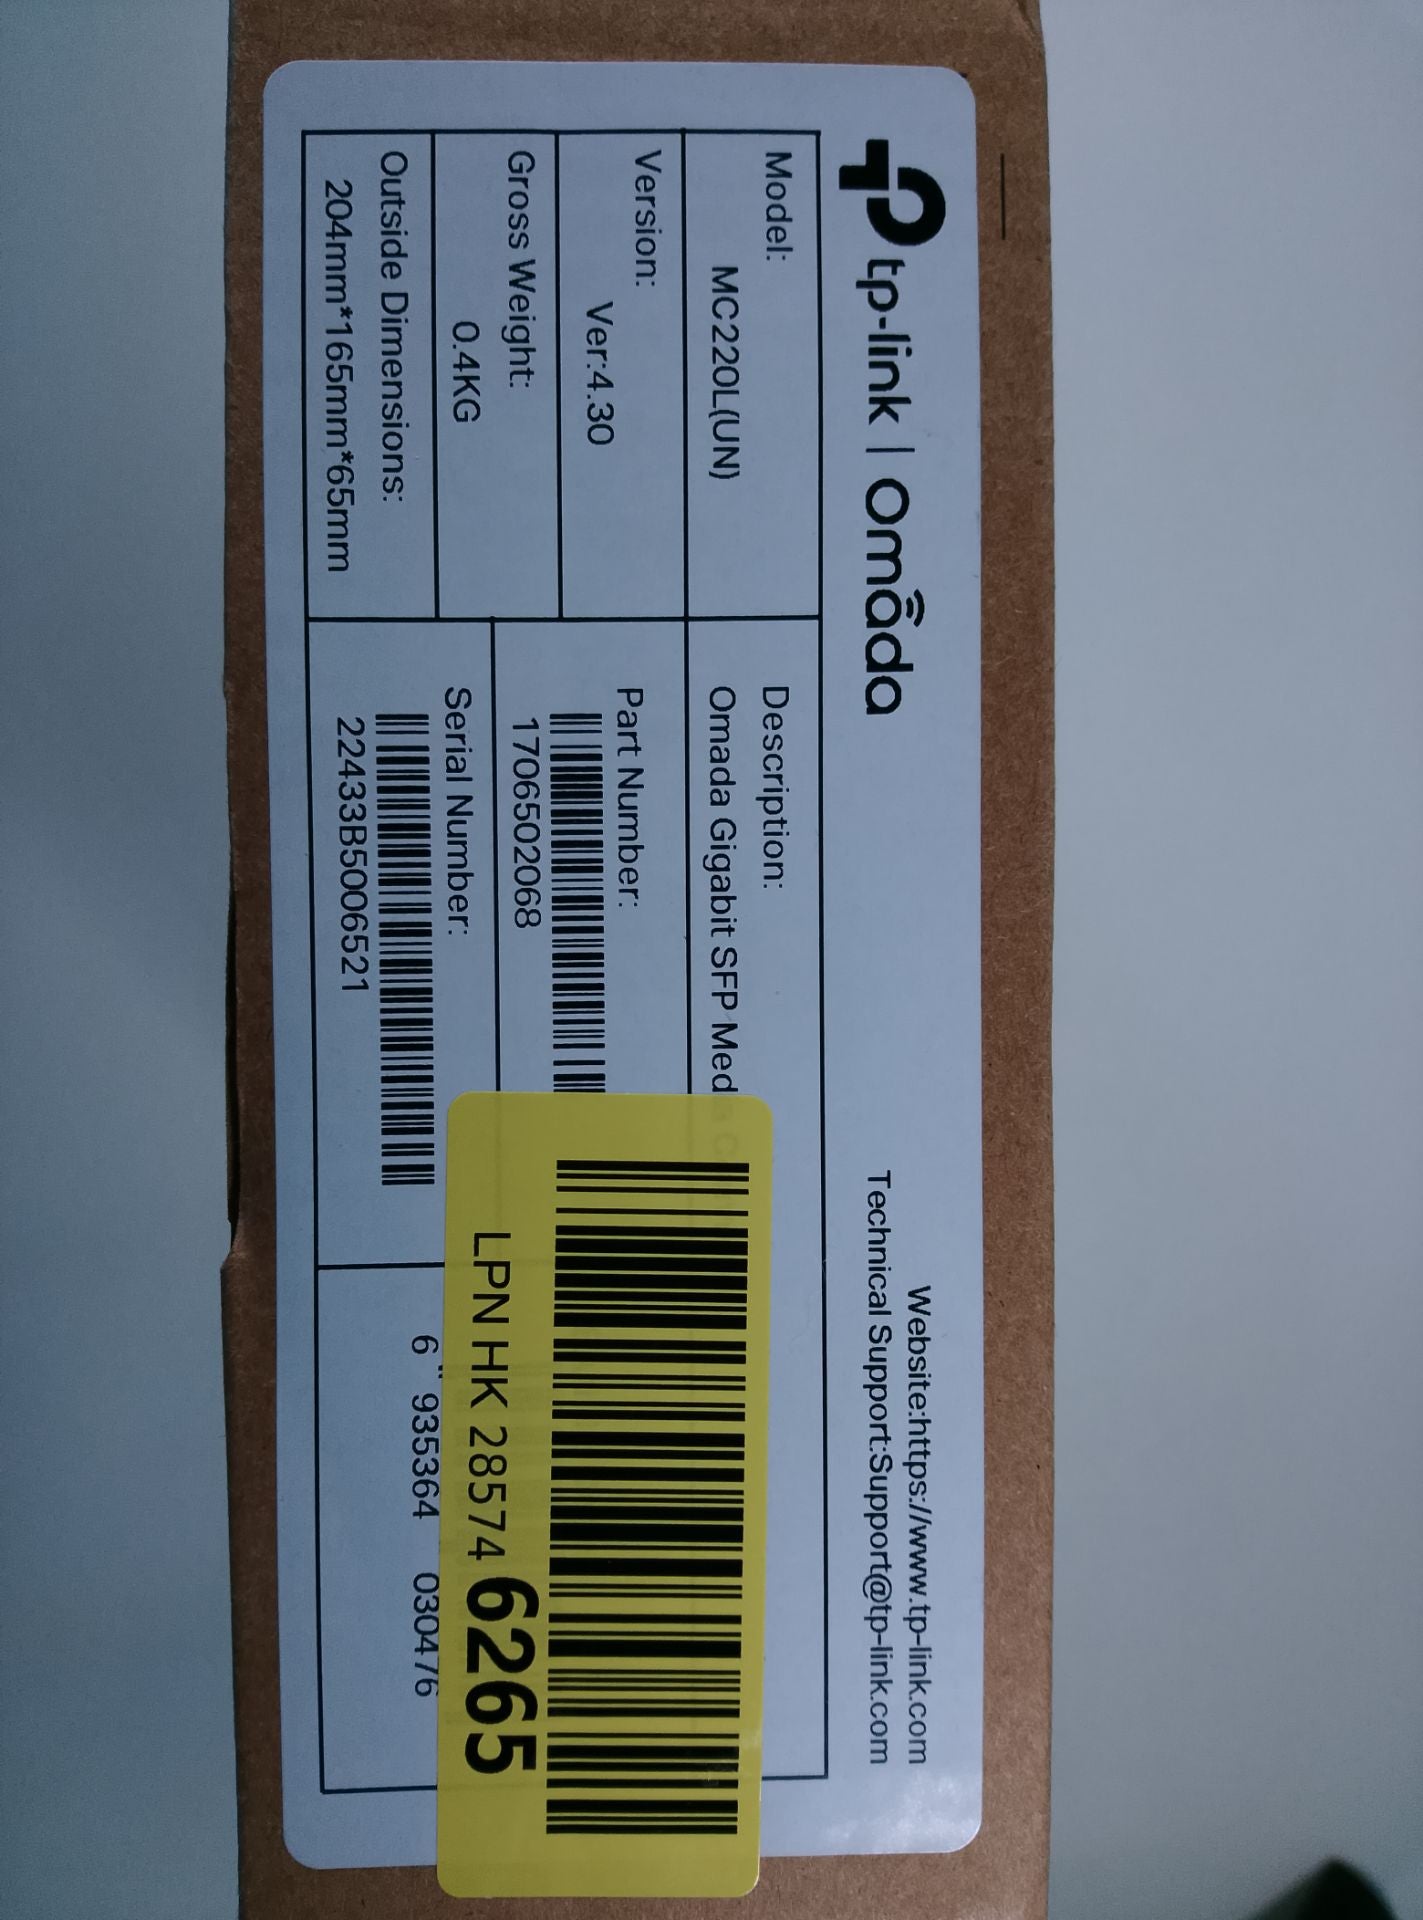 tp-link | Omada
Website:https://www.tp-link.com
Technical Support:Support@tp-link.com
Model:
MC220L(UN)
Description:
Omada Gigabit SFP Med
Version:
Ver:4.30
Part Number:
1706502068
Gross Weight:
0.4KG
Serial Number:
22433B5006521
Outside Dimensions:
204mm*165mm*65mm
6 935364 030476
LPN HK 28574 6265